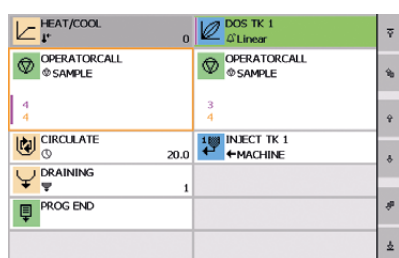 HEAT/COOL
0
DOS TK 1
Linear
OPERATORCALL
SAMPLE
4
4
OPERATORCALL
SAMPLE
3
4
CIRCULATE
20.0
1
INJECT TK 1
MACHINE
DRAINING
1
PROG END